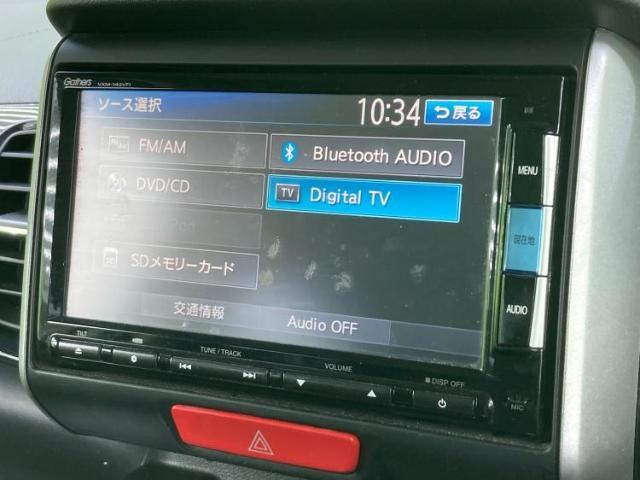 Gathers
ソース選択
10:34
戻る
FM/AM
Bluetooth AUDIO
DVD/CD
TV Digital TV
iPod
SDメモリーカード
交通情報
Audio OFF
MENU
現在地
AUDIO
TILT
TUNE / TRACK
VOLUME
DISP OFF
MIC